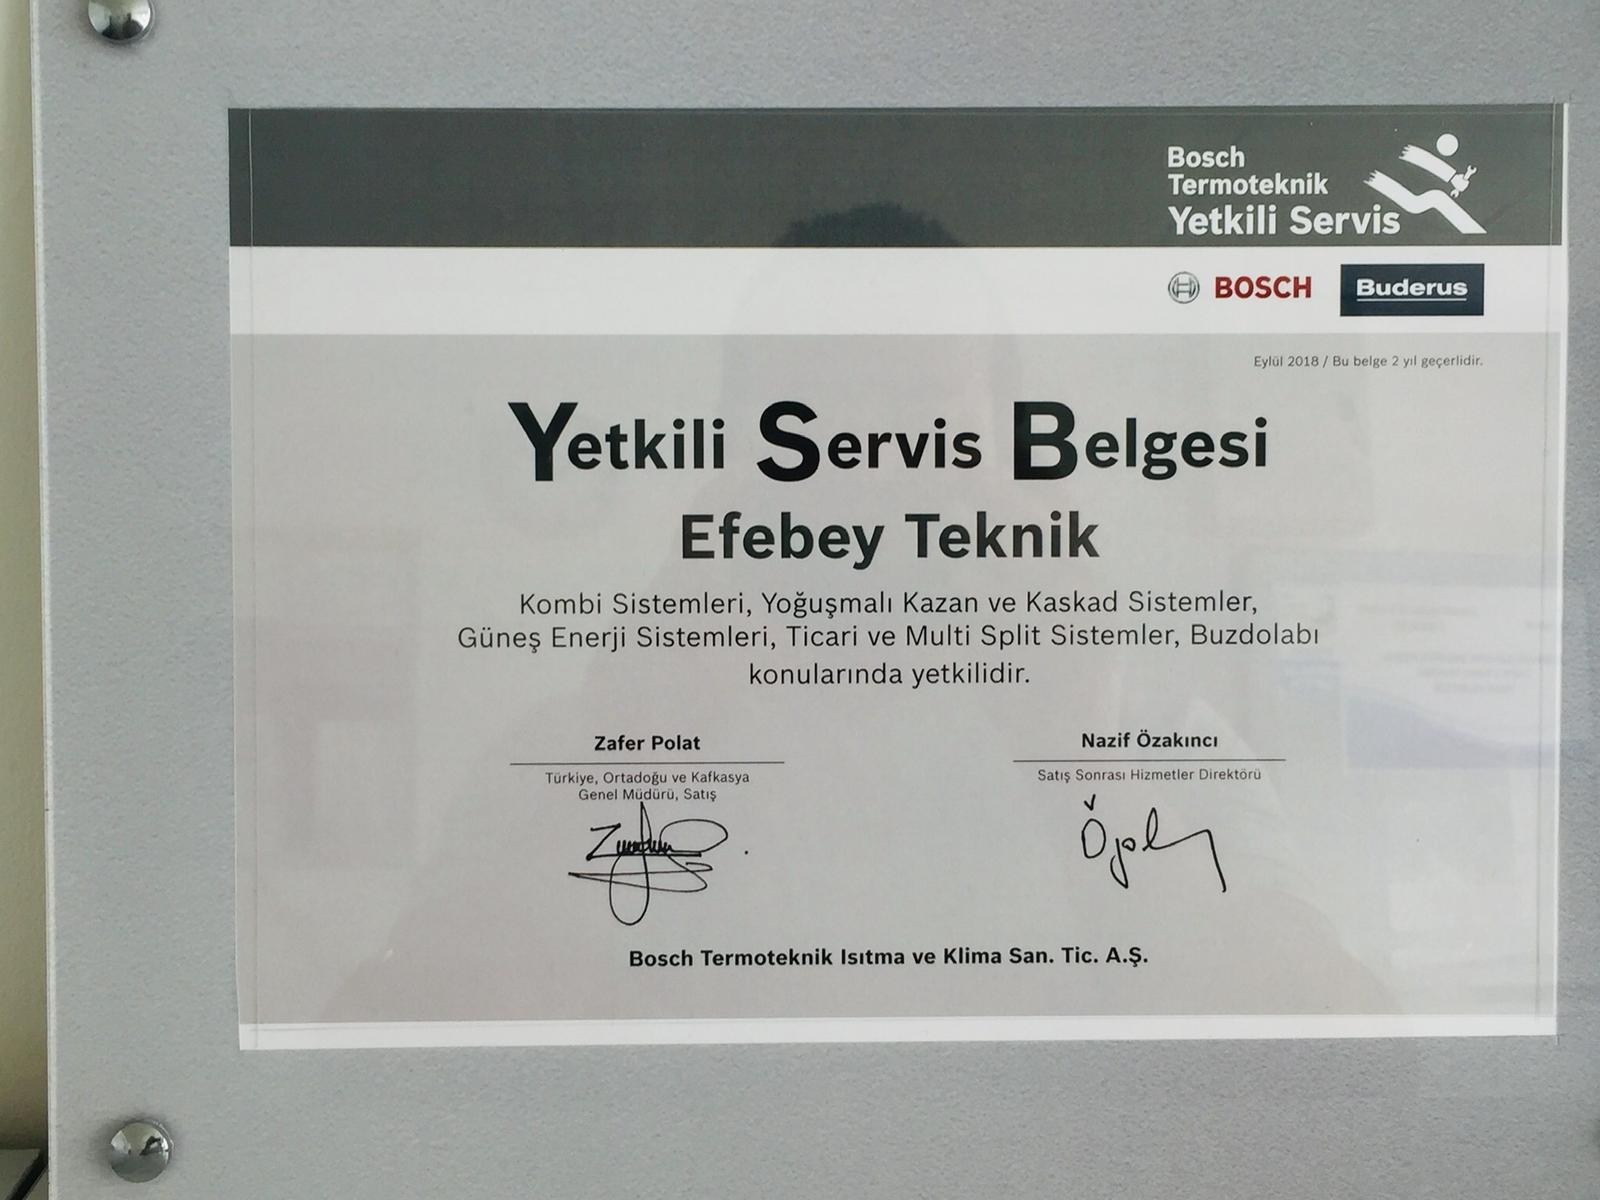 Bosch
Termoteknik
Yetkili Servis
BOSCH Buderus
Eylül 2018 / Bu belge 2 yıl geçerlidir.
Yetkili Servis Belgesi
Efebey Teknik
Kombi Sistemleri, Yoğuşmalı Kazan ve Kaskad Sistemler,
Güneş Enerji Sistemleri, Ticari ve Multi Split Sistemler, Buzdolabı
konularında yetkilidir.
Zafer Polat
Türkiye, Ortadoğu ve Kafkasya
Genel Müdürü, Satış
Nazif Özakıncı
Satış Sonrası Hizmetler Direktörü
Bosch Termoteknik Isıtma ve Klima San. Tic. A.Ş.